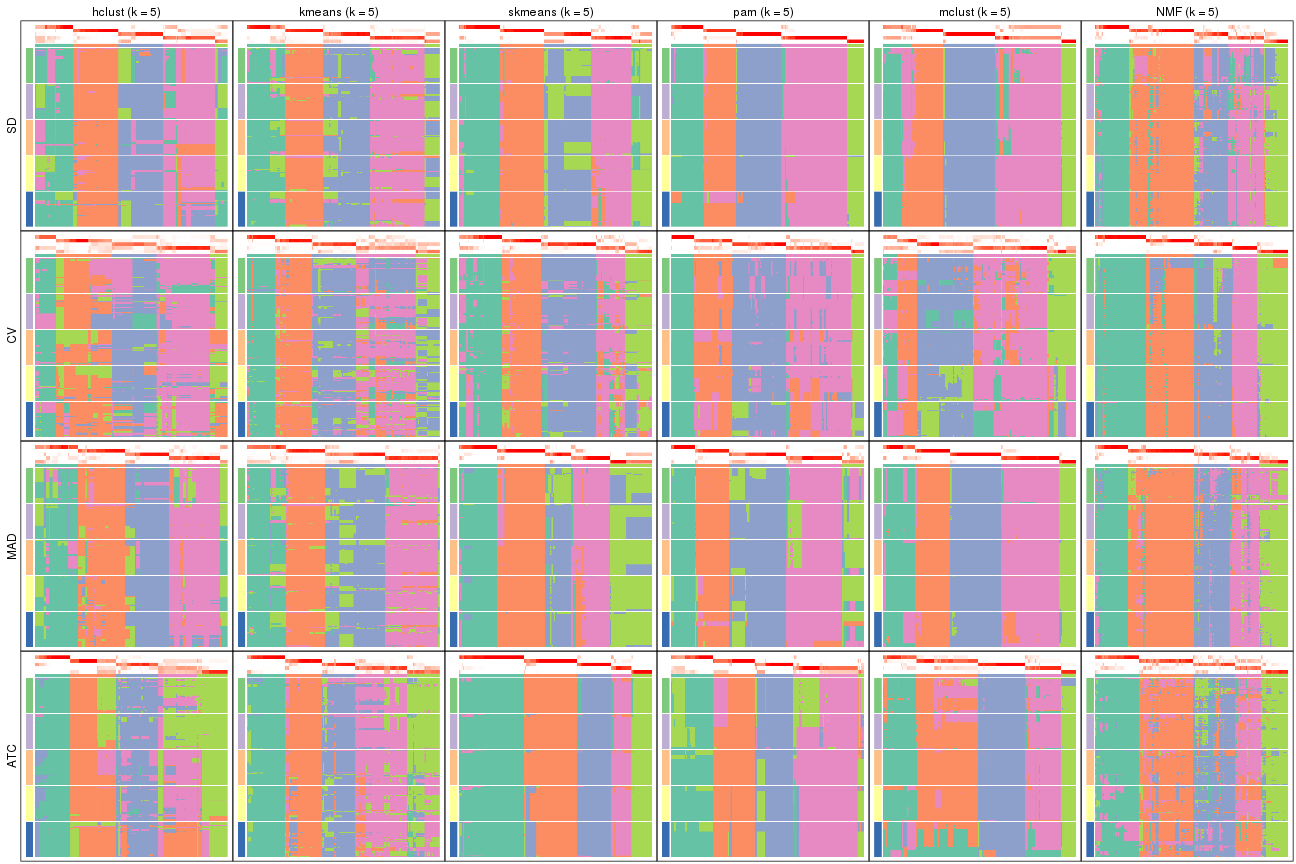 hclust (k = 5) kmeans (k = 5) skmeans (k = 5) pam (k = 5) mclust (k = 5) NMF (k = 5)
SD
CV
MAD
ATC